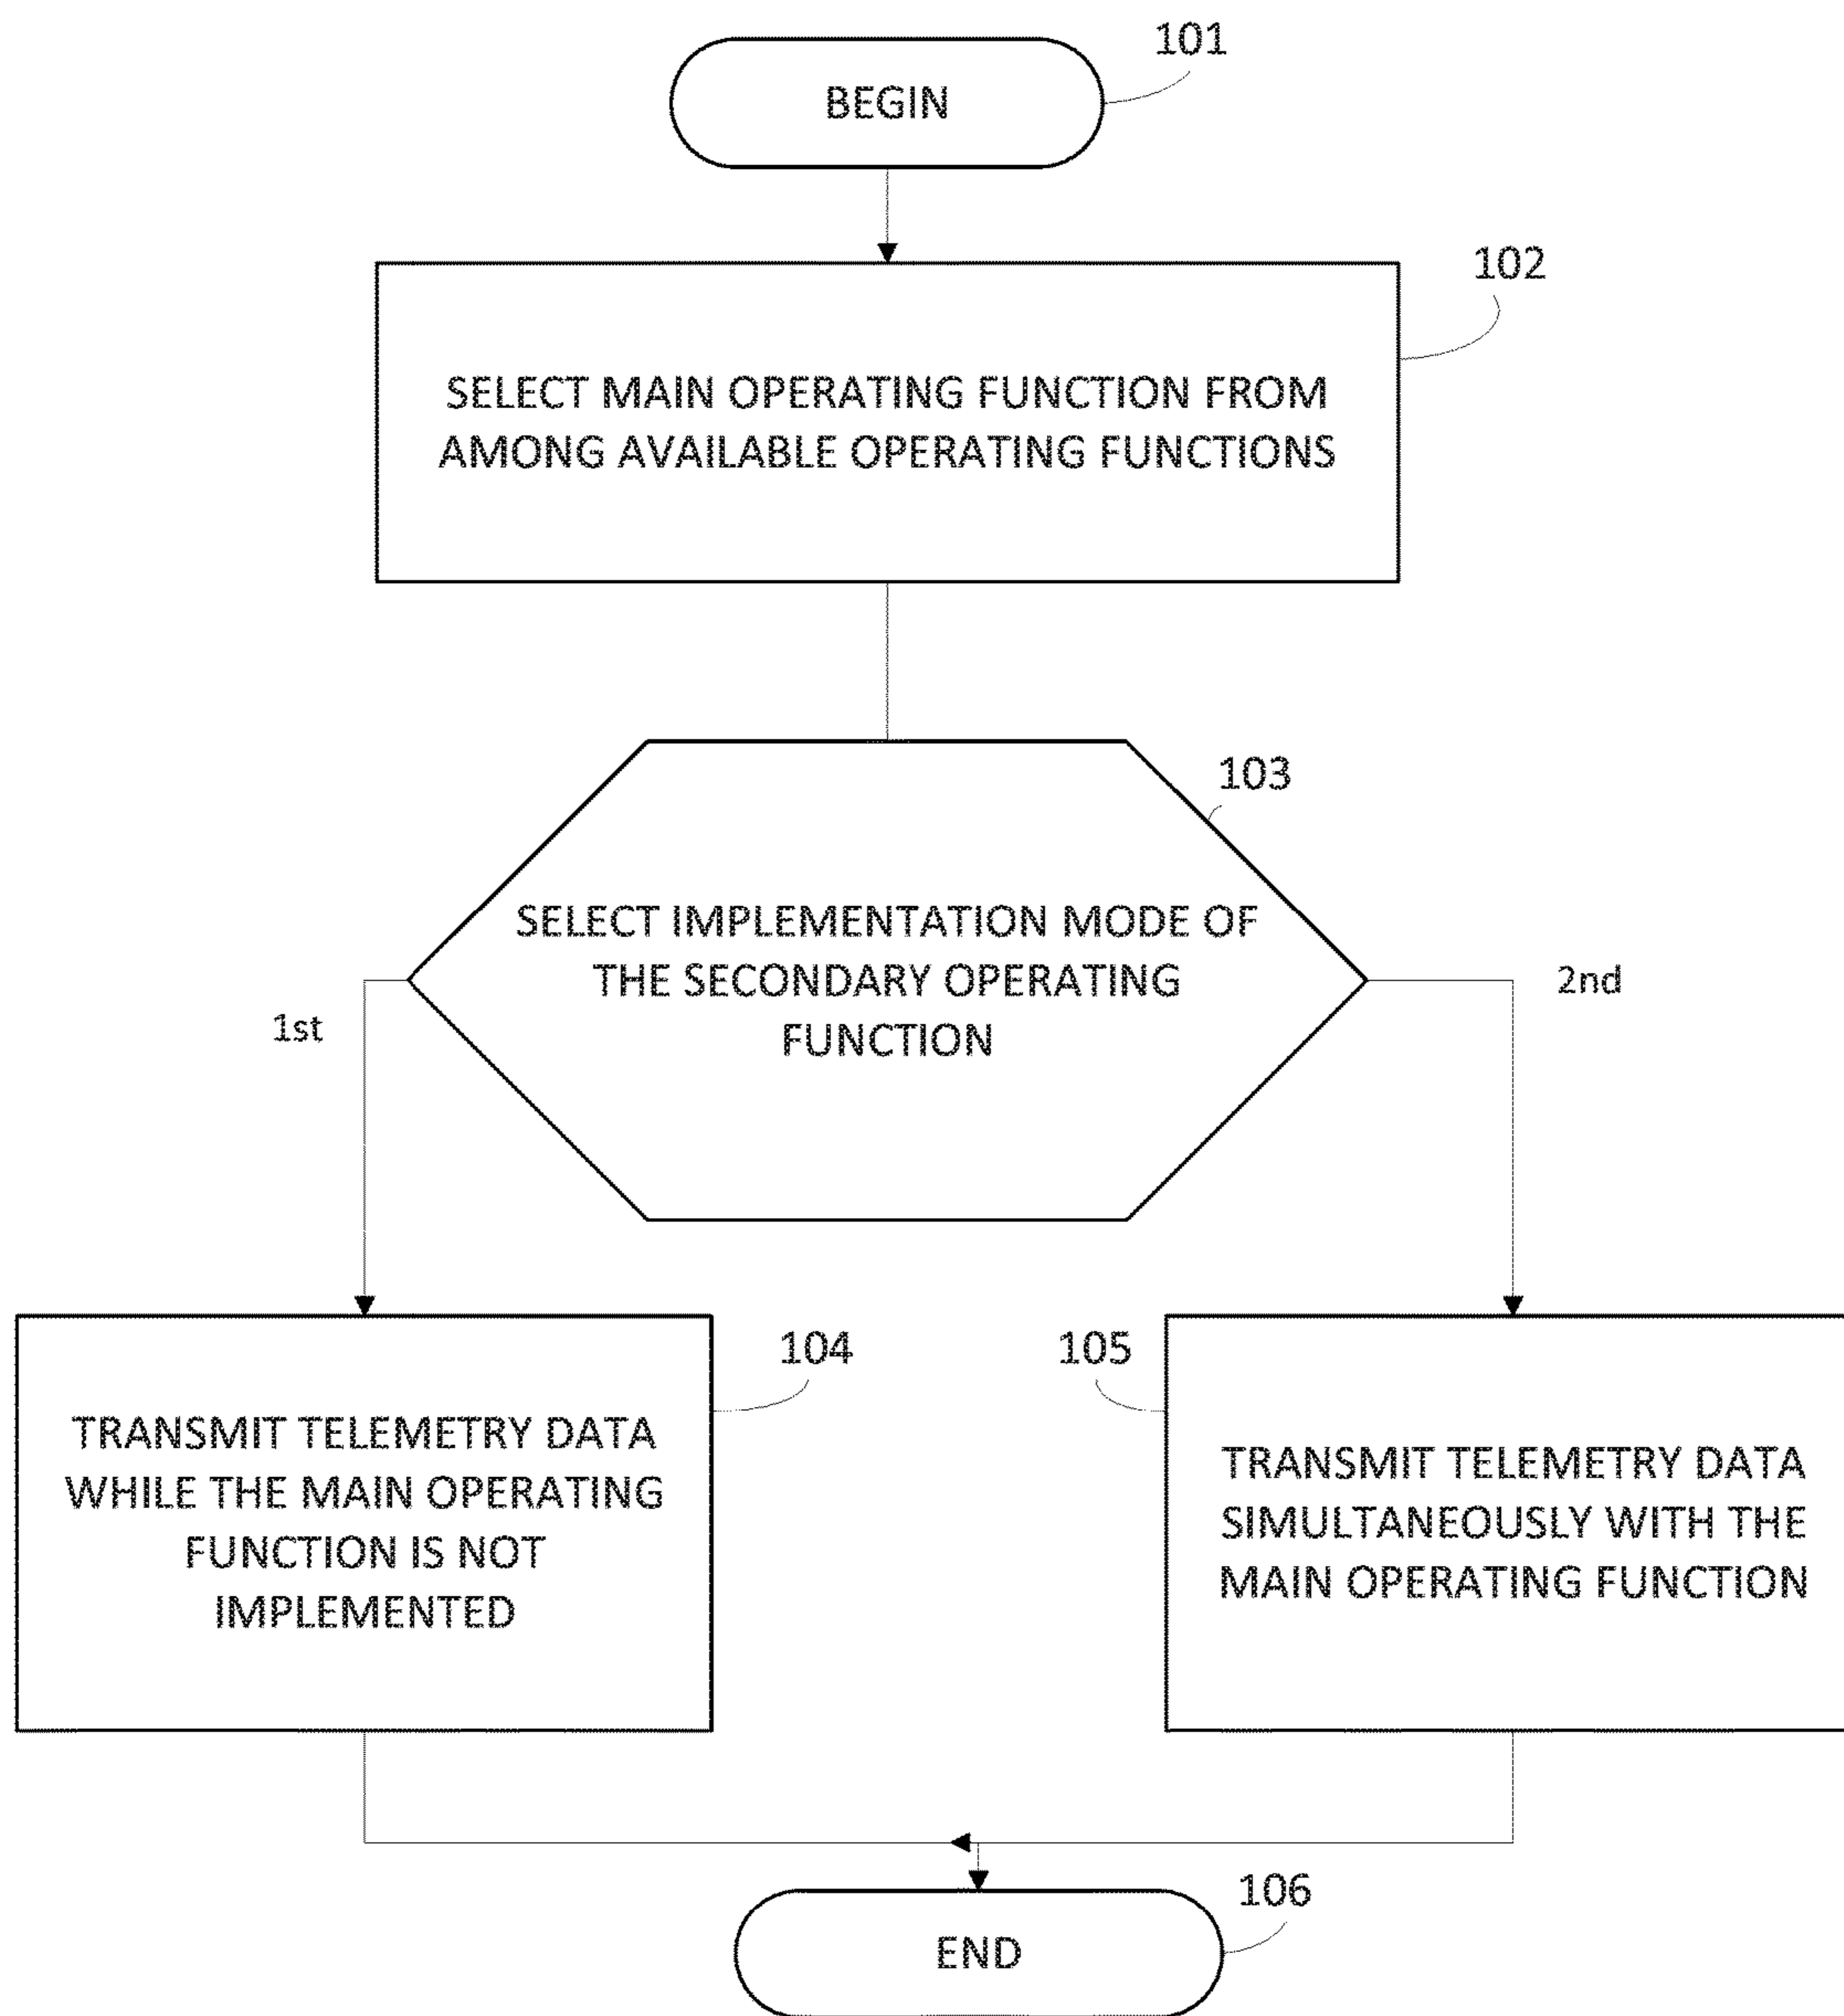 101
BEGIN
102
SELECT MAIN OPERATING FUNCTION FROM
AMONG AVAILABLE OPERATING FUNCTIONS
103
SELECT IMPLEMENTATION MODE OF
THE SECONDARY OPERATING
FUNCTION
1st
2nd
104
TRANSMIT TELEMETRY DATA
WHILE THE MAIN OPERATING
FUNCTION IS NOT
IMPLEMENTED
105
TRANSMIT TELEMETRY DATA
SIMULTANEOUSLY WITH THE
MAIN OPERATING FUNCTION
106
END